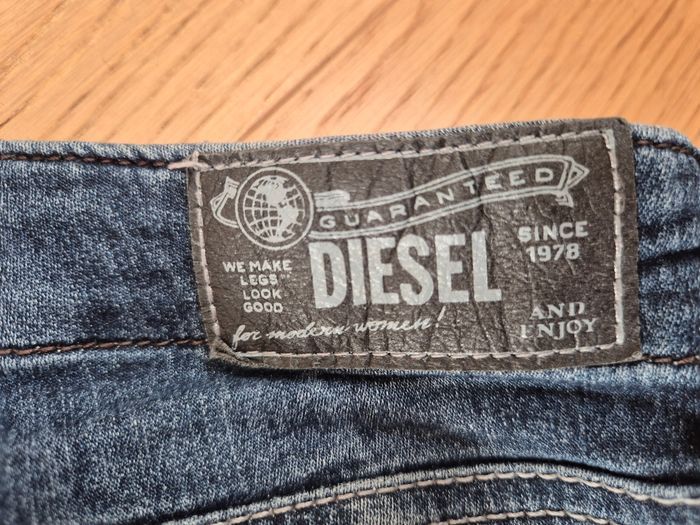 GUARANTEED
DIESEL
SINCE
1978
WE MAKE
LEGS
LOOK
GOOD
for modern women!
AND
ENJOY